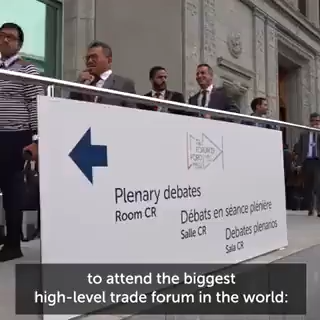 Plenary debates
Room CR
Débats en séance plénière
Salle CR
Debates plenarios
Sala CR
to attend the biggest
high-level trade forum in the world: